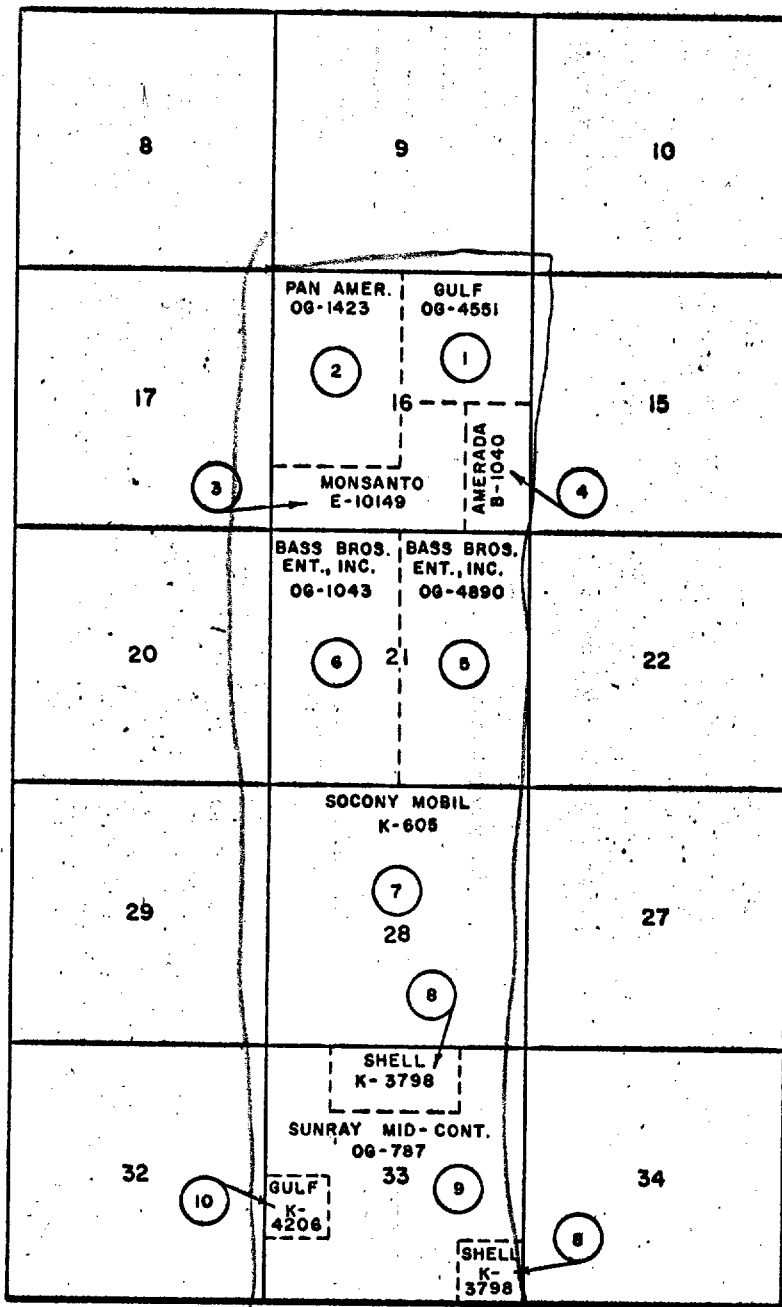 8
9
10
PAN AMER.
OG-1423
GULF
OG-4551
2
1
17
16
15
AMERADA
B-1040
3
MONSANTO
E-10149
4
BASS BROS.
ENT., INC.
OG-1043
BASS BROS.
ENT., INC.
OG-4890
20
6
21
5
22
SOCONY MOBIL
K-605
7
29
28
27
8
SHELL
K-3798
SUNRAY MID-CONT.
OG-787
32
33
34
10
GULF
K-
4206
9
8
SHELL
K-
3798